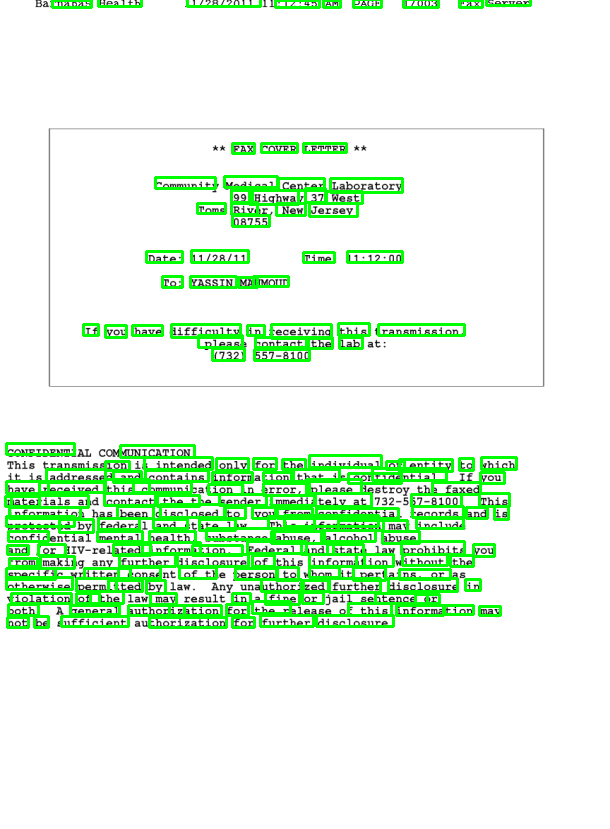 Barnabas Health 11/28/2011 11:12:45 AM PAGE 1/003 Fax Server
** FAX COVER LETTER **
Community Medical Center Laboratory
99 Highway 37 West
Toms River, New Jersey
08755
Date: 11/28/11 Time: 11:12:00
To: YASSIN MAHMOUD
If you have difficulty in receiving this transmission,
please contact the lab at:
(732) 557-8100
CONFIDENTIAL COMMUNICATION
This transmission is intended only for the individual or entity to which
it is addressed and contains information that is confidential. If you
have received this communication in error, please destroy the faxed
materials and contact the the sender immediately at 732-557-8100. This
information has been disclosed to you from confidential records and is
protected by federal and state law. This information may include
confidential mental health, substance abuse, alcohol abuse
and/or HIV-related information. Federal and state law prohibits you
from making any further disclosure of this information without the
specific written consent of the person to whom it pertains, or as
otherwise permited by law. Any unauthorized further disclosure in
violation of the law may result in a fine or jail sentence or
both. A general authorization for the release of this information may
not be sufficient authorization for further disclosure.